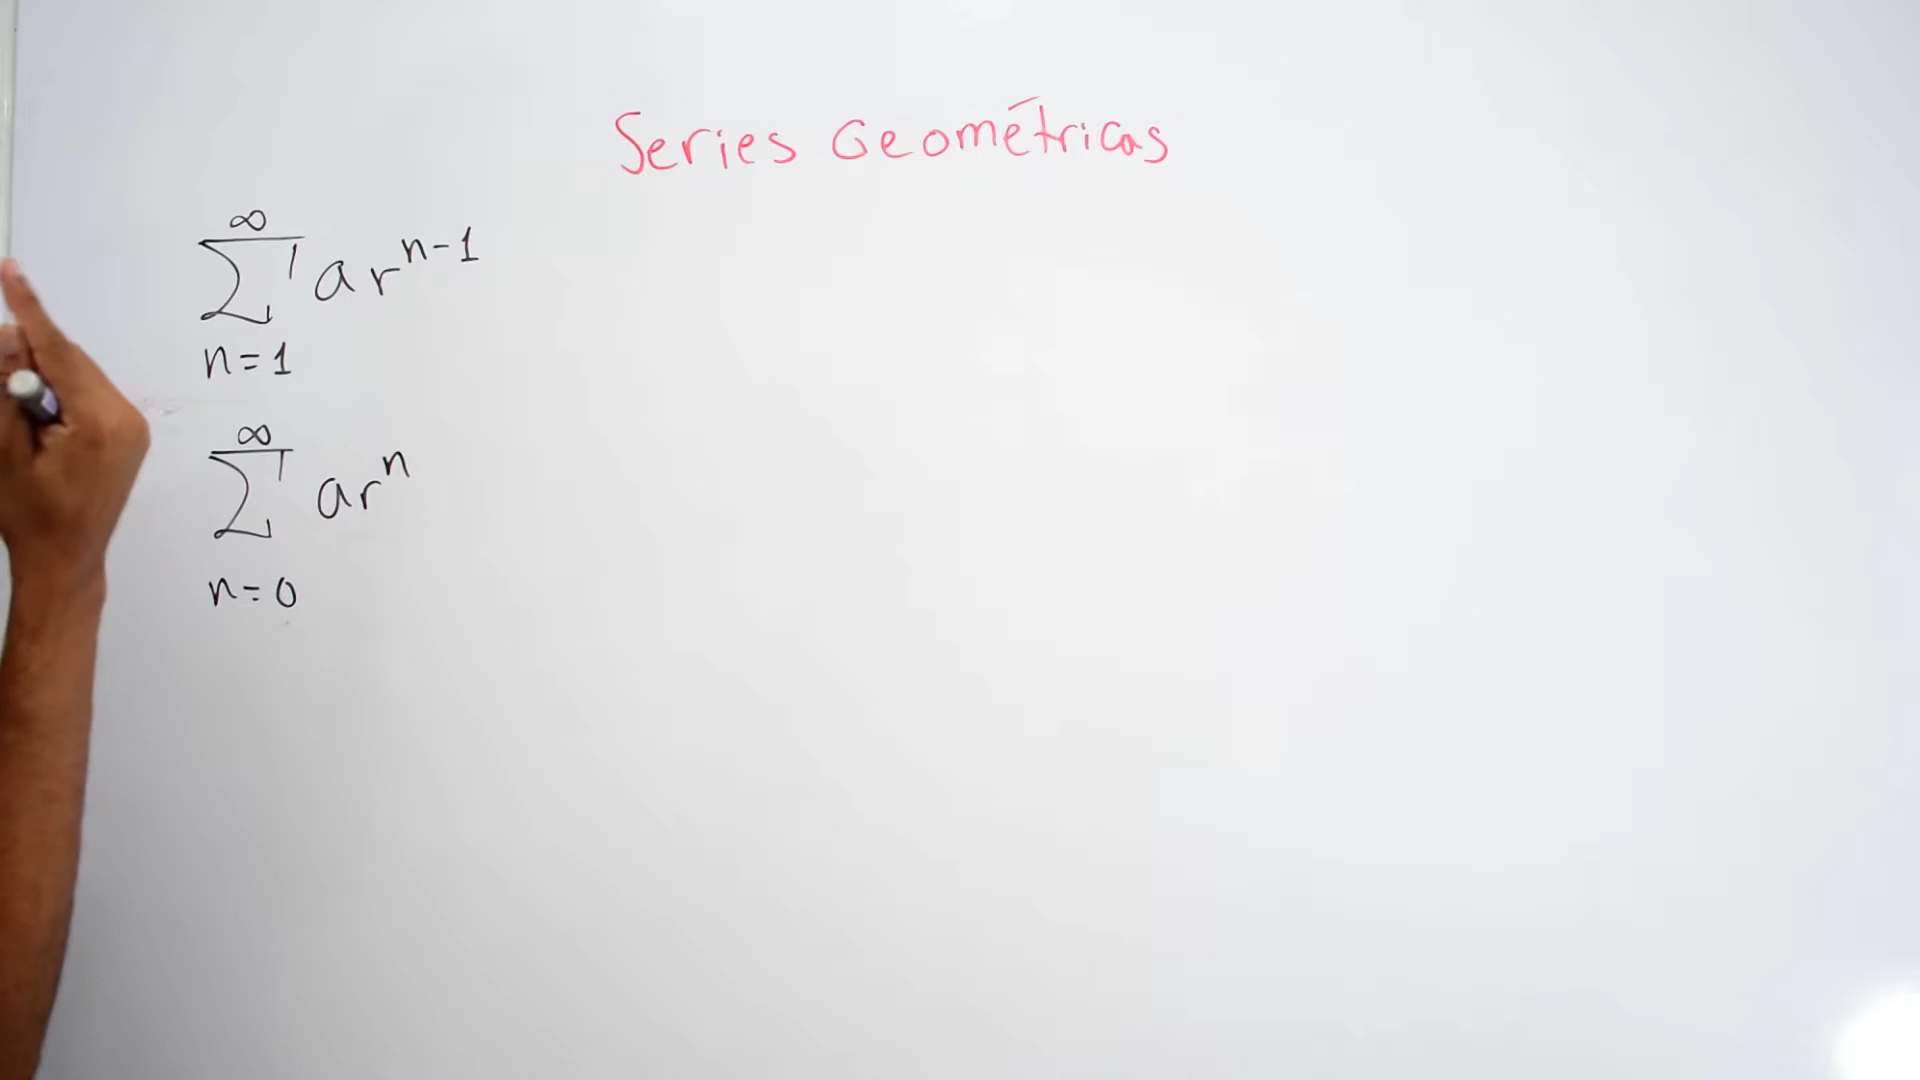 Series Geométricas
∞
∑ ar^{n-1}
n=1
∞
∑ ar^n
n=0